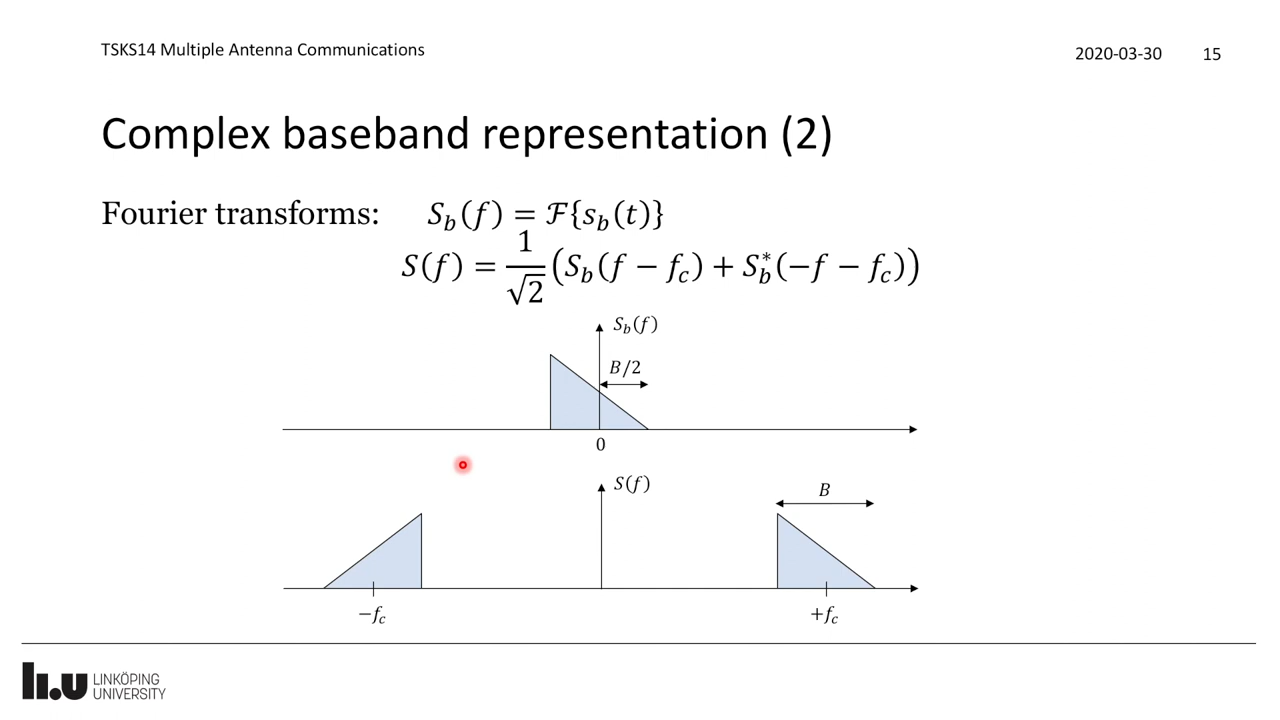 TSKS14 Multiple Antenna Communications
2020-03-30 15
Complex baseband representation (2)
Fourier transforms: S_b(f) = ℱ{s_b(t)}
S(f) = 1/√2 (S_b(f − f_c) + S_b^*(−f − f_c))
S_b(f)
B/2
0
S(f)
B
−f_c
+f_c
LINKÖPING
UNIVERSITY